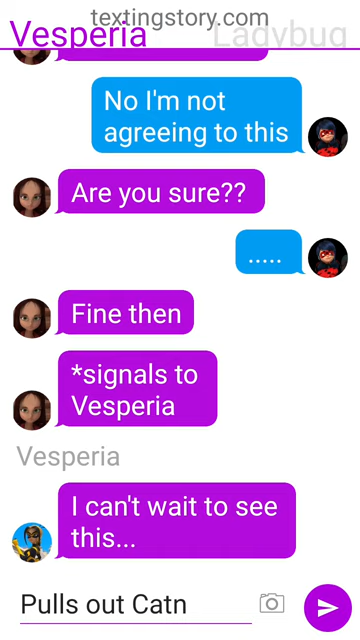 textingstory.com
Vesperia
Ladybug
No I'm not
agreeing to this
Are you sure??
.....
Fine then
*signals to
Vesperia
Vesperia
I can't wait to see
this...
Pulls out Catn